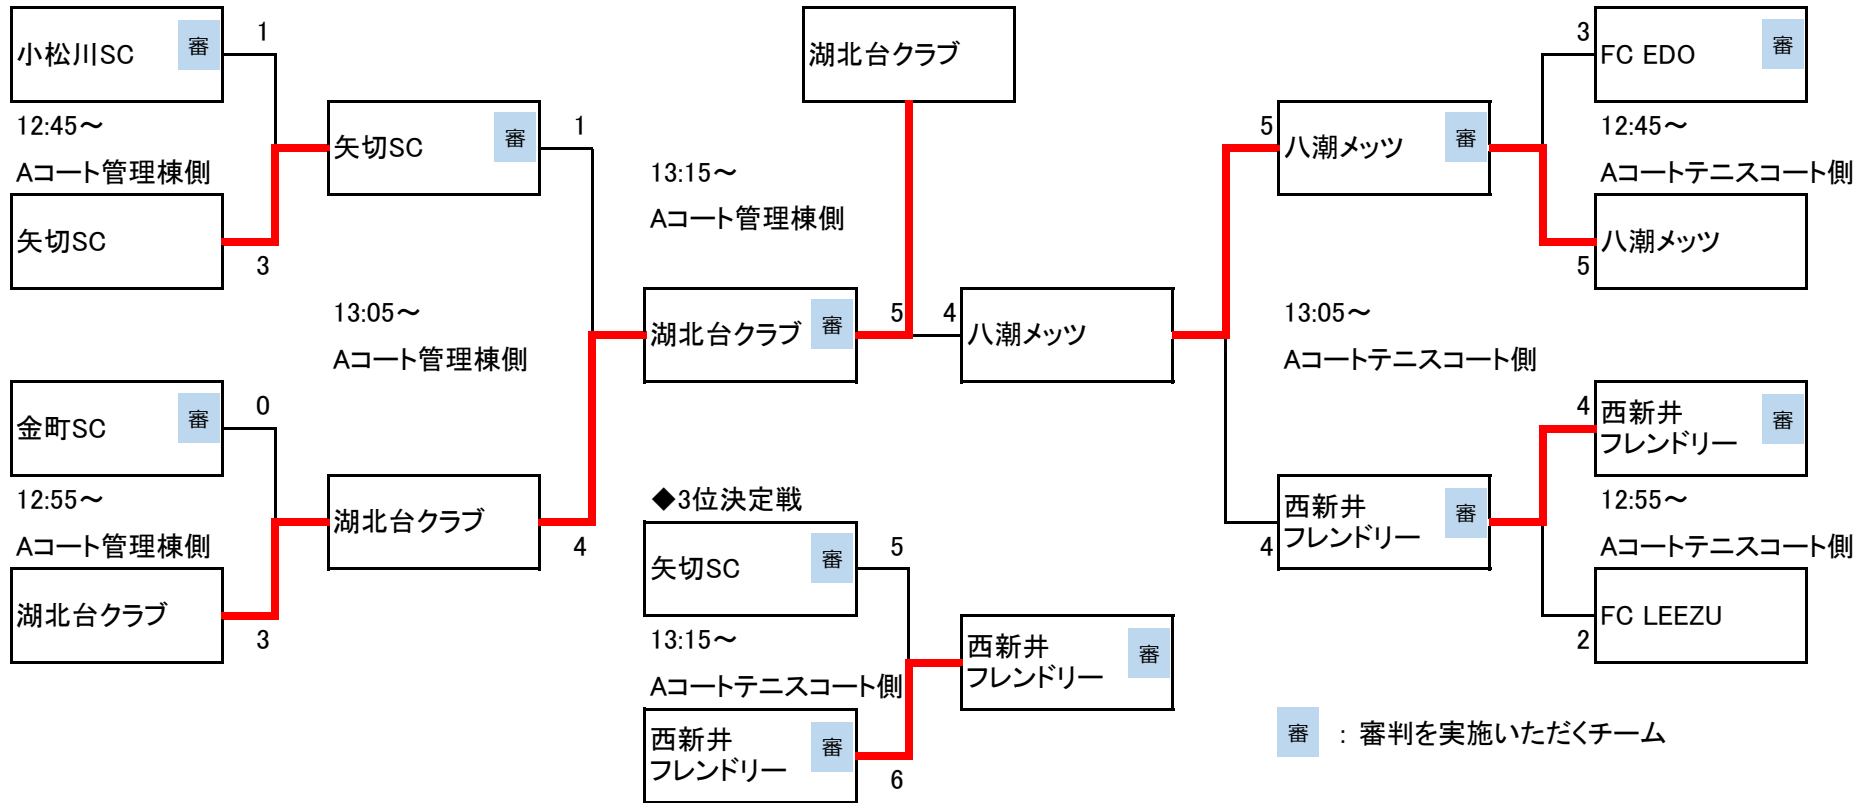 小松川SC
審
1
12:45～
Aコート管理棟側
矢切SC
3
矢切SC
審
1
13:05～
Aコート管理棟側
金町SC
審
0
12:55～
Aコート管理棟側
湖北台クラブ
3
湖北台クラブ
4
湖北台クラブ
13:15～
Aコート管理棟側
湖北台クラブ
審
5
4
八潮メッツ
◆3位決定戦
矢切SC
審
5
13:15～
Aコートテニスコート側
西新井
フレンドリー
審
6
西新井
フレンドリー
審
5
八潮メッツ
審
13:05～
Aコートテニスコート側
西新井
フレンドリー
審
4
3
FC EDO
審
12:45～
Aコートテニスコート側
八潮メッツ
5
4
西新井
フレンドリー
審
12:55～
Aコートテニスコート側
FC LEEZU
2
審 ： 審判を実施いただくチーム